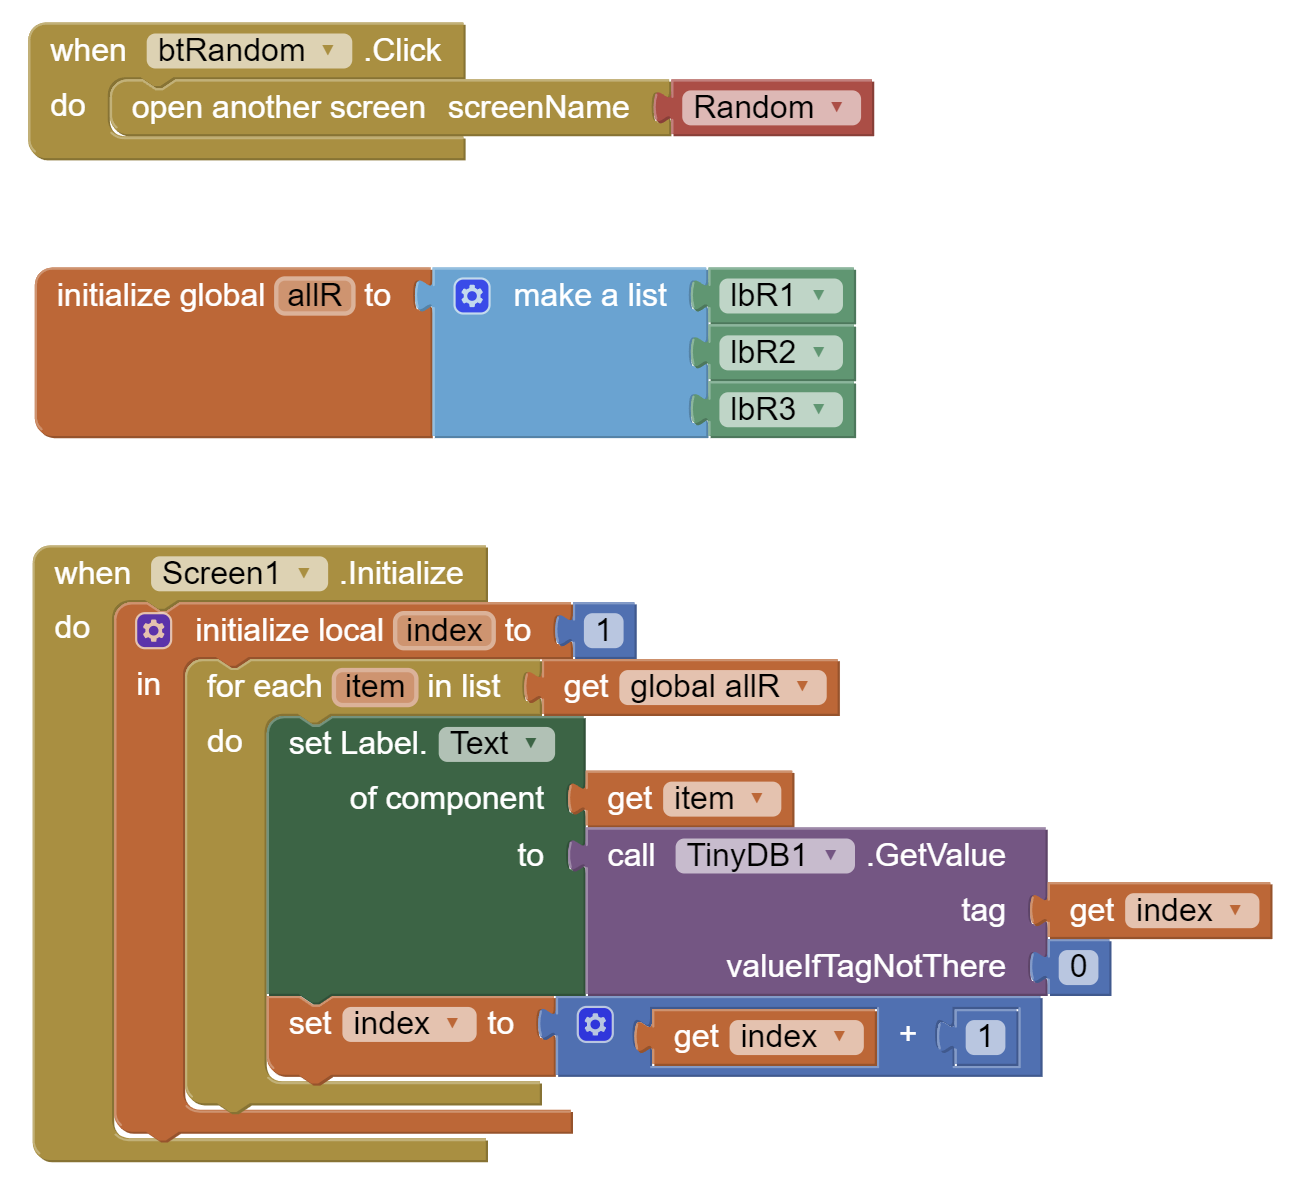 when btRandom .Click
do open another screen screenName Random
initialize global allR to make a list lbR1
lbR2
lbR3
when Screen1 .Initialize
do initialize local index to 1
in for each item in list get global allR
do set Label. Text
of component get item
to call TinyDB1 .GetValue
tag get index
valueIfTagNotThere 0
set index to get index + 1